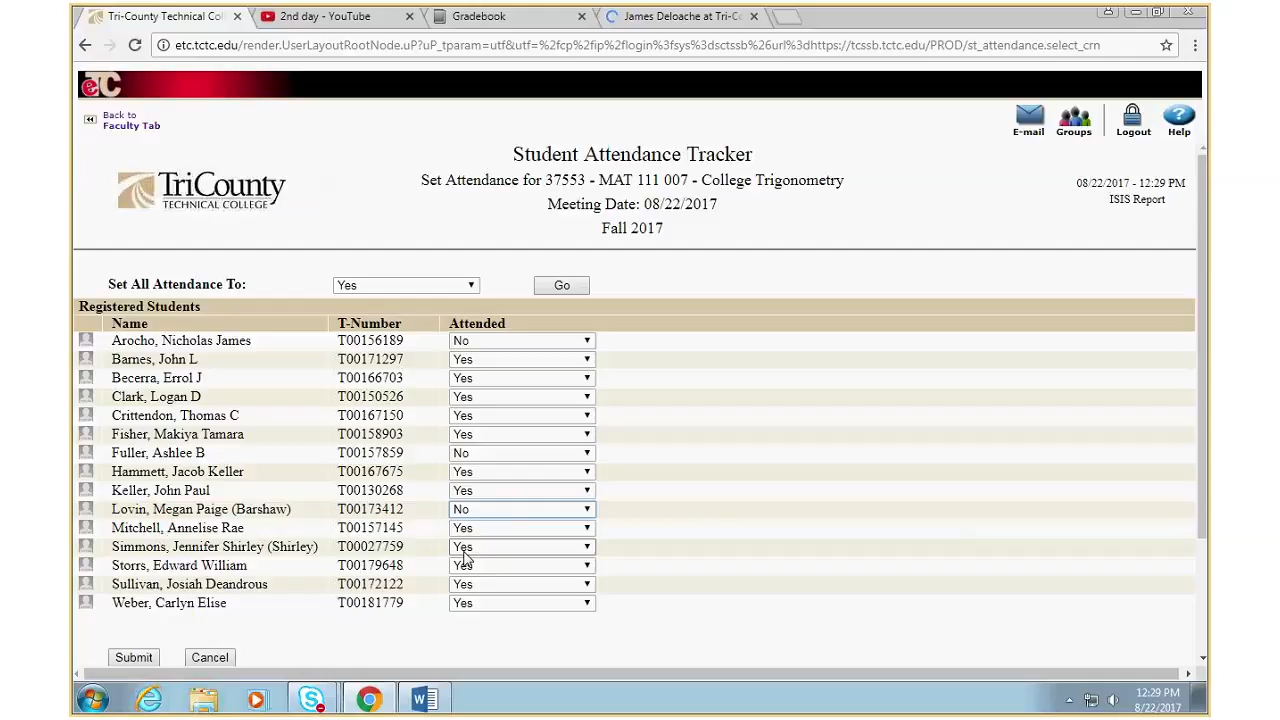 Tri-County Technical Col
2nd day - YouTube
Gradebook
James Deloache at Tri-C
etc.tctc.edu/render.UserLayoutRootNode.uP?uP_tparam=utf&utf=%2fcp%2fip%2flogin%3fsys%3dsctssb%26url%3dhttps://tcssb.tctc.edu/PROD/st_attendance.select_crn
eTC
Back to
Faculty Tab
E-mail Groups Logout Help
Student Attendance Tracker
TriCounty
TECHNICAL COLLEGE
Set Attendance for 37553 - MAT 111 007 - College Trigonometry
Meeting Date: 08/22/2017
Fall 2017
08/22/2017 - 12:29 PM
ISIS Report
Set All Attendance To: Yes Go
Registered Students
Name T-Number Attended
Arocho, Nicholas James T00156189 No
Barnes, John L T00171297 Yes
Becerra, Errol J T00166703 Yes
Clark, Logan D T00150526 Yes
Crittendon, Thomas C T00167150 Yes
Fisher, Makiya Tamara T00158903 Yes
Fuller, Ashlee B T00157859 No
Hammett, Jacob Keller T00167675 Yes
Keller, John Paul T00130268 Yes
Lovin, Megan Paige (Barshaw) T00173412 No
Mitchell, Annelise Rae T00157145 Yes
Simmons, Jennifer Shirley (Shirley) T00027759 Yes
Storrs, Edward William T00179648 Yes
Sullivan, Josiah Deandrous T00172122 Yes
Weber, Carlyn Elise T00181779 Yes
Submit Cancel
12:29 PM
8/22/2017